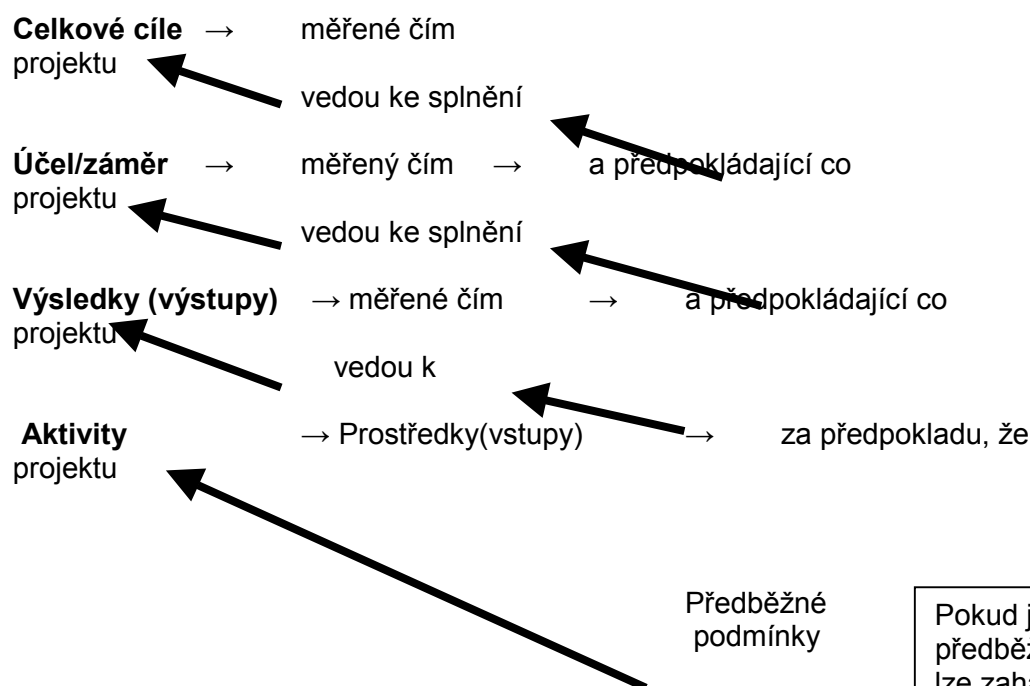 Celkové cíle → měřené čím
projektu
vedou ke splnění
Účel/záměr → měřený čím → a předpokládající co
projektu
vedou ke splnění
Výsledky (výstupy) → měřené čím → a předpokládající co
projektu
vedou k
Aktivity → Prostředky(vstupy) → za předpokladu, že
projektu
Předběžné
podmínky
Pokud